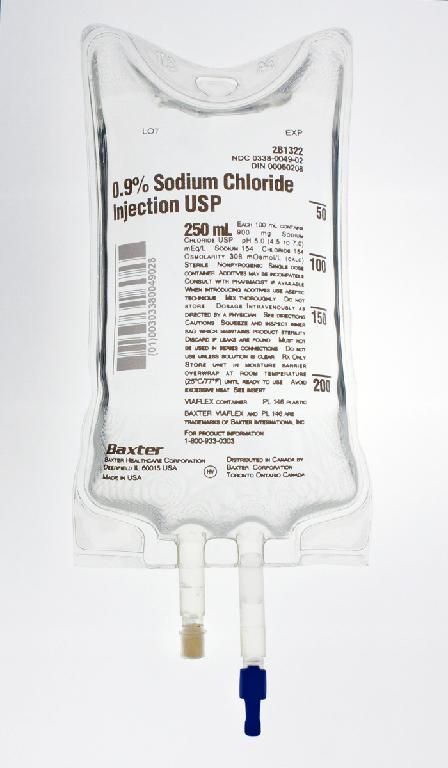 LOT EXP
2B1322
NDC 0338-0049-02
DIN 00060208
0.9% Sodium Chloride
Injection USP
50
250 mL EACH 100 mL CONTAINS
900 mg SODIUM
CHLORIDE USP pH 5.0 (4.5 TO 7.0)
mEq/L SODIUM 154 CHLORIDE 154
OSMOLARITY 308 mOsmol/L (CALC)
STERILE NONPYROGENIC SINGLE DOSE
100
CONTAINER ADDITIVES MAY BE INCOMPATIBLE
CONSULT WITH PHARMACIST IF AVAILABLE
WHEN INTRODUCING ADDITIVES USE ASEPTIC
TECHNIQUE MIX THOROUGHLY DO NOT
STORE DOSAGE INTRAVENOUSLY AS
DIRECTED BY A PHYSICIAN SEE DIRECTIONS
150
CAUTIONS SQUEEZE AND INSPECT INNER
BAG WHICH MAINTAINS PRODUCT STERILITY
DISCARD IF LEAKS ARE FOUND MUST NOT
BE USED IN SERIES CONNECTIONS DO NOT
USE UNLESS SOLUTION IS CLEAR RX ONLY
STORE UNIT IN MOISTURE BARRIER
OVERWRAP AT ROOM TEMPERATURE
(25°C/77°F) UNTIL READY TO USE AVOID
EXCESSIVE HEAT SEE INSERT
200
VIAFLEX CONTAINER PL 146 PLASTIC
BAXTER VIAFLEX AND PL 146 ARE
TRADEMARKS OF BAXTER INTERNATIONAL INC
FOR PRODUCT INFORMATION
1-800-933-0303
(01)00303380049028
Baxter
BAXTER HEALTHCARE CORPORATION
DEERFIELD IL 60015 USA
MADE IN USA
DISTRIBUTED IN CANADA BY
BAXTER CORPORATION
TORONTO ONTARIO CANADA